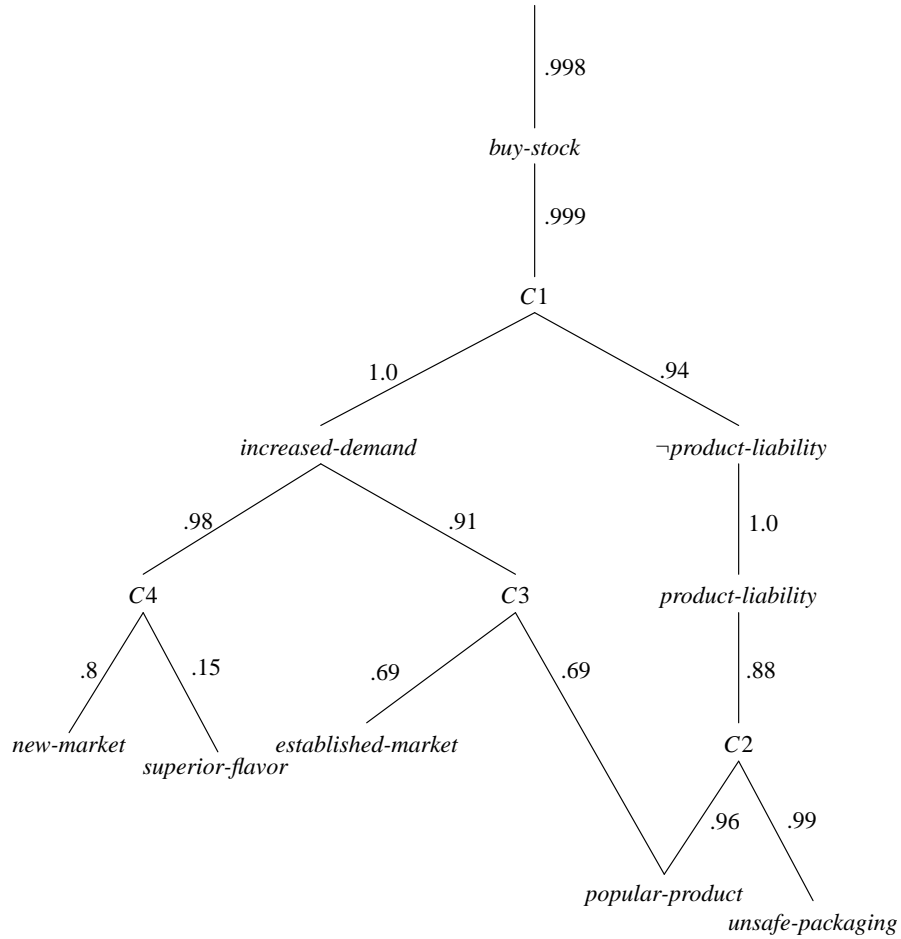 .998
buy-stock
.999
C1
1.0
.94
increased-demand
¬product-liability
.98
.91
1.0
C4
C3
product-liability
.8
.15
.69
.69
.88
new-market
superior-flavor
established-market
C2
.96
.99
popular-product
unsafe-packaging